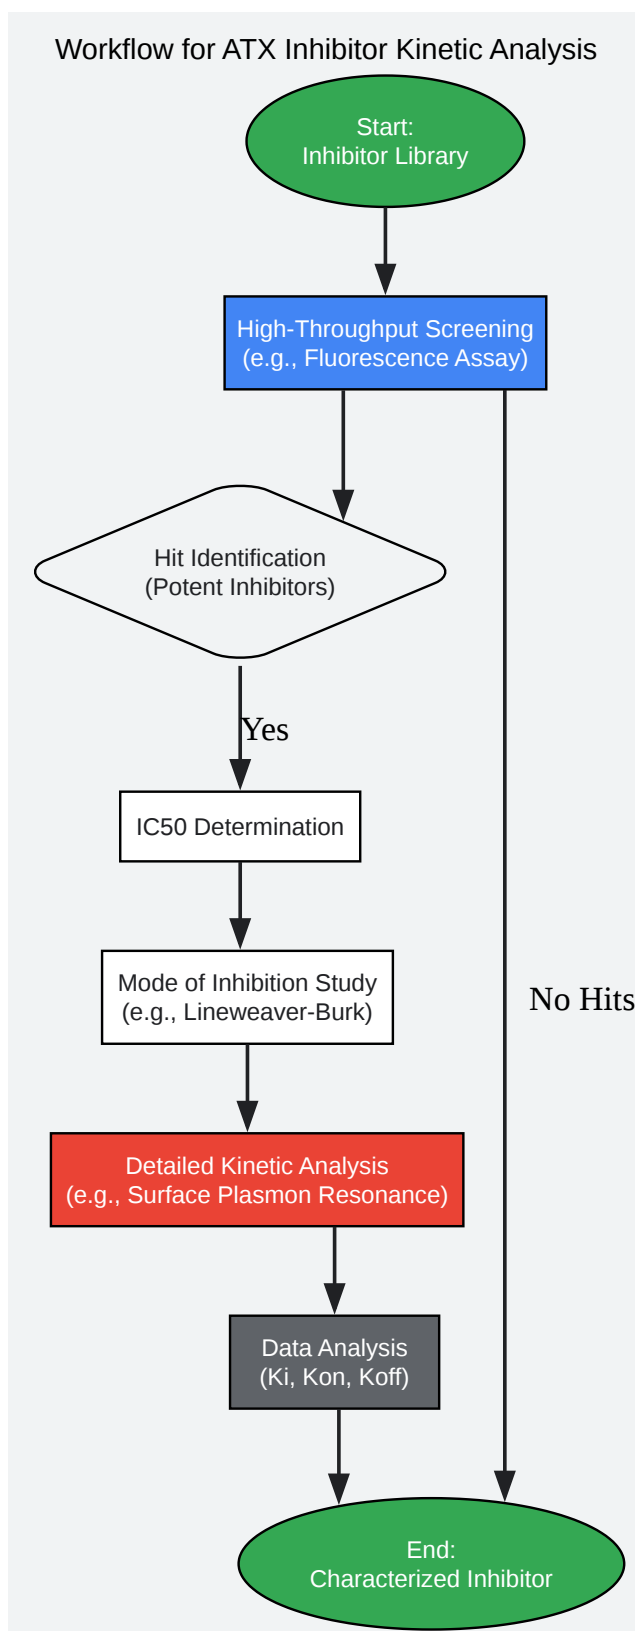 Workflow for ATX Inhibitor Kinetic Analysis
Start:
Inhibitor Library
High-Throughput Screening
(e.g., Fluorescence Assay)
Hit Identification
(Potent Inhibitors)
Yes
IC50 Determination
Mode of Inhibition Study
(e.g., Lineweaver-Burk)
No Hits
Detailed Kinetic Analysis
(e.g., Surface Plasmon Resonance)
Data Analysis
(Ki, Kon, Koff)
End:
Characterized Inhibitor